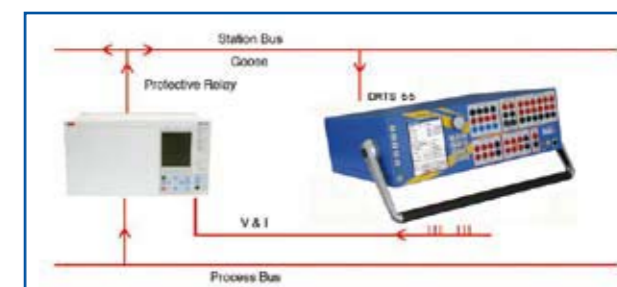 Station Bus
Goose
Protective Relay
DRTS 66
V & I
Process Bus